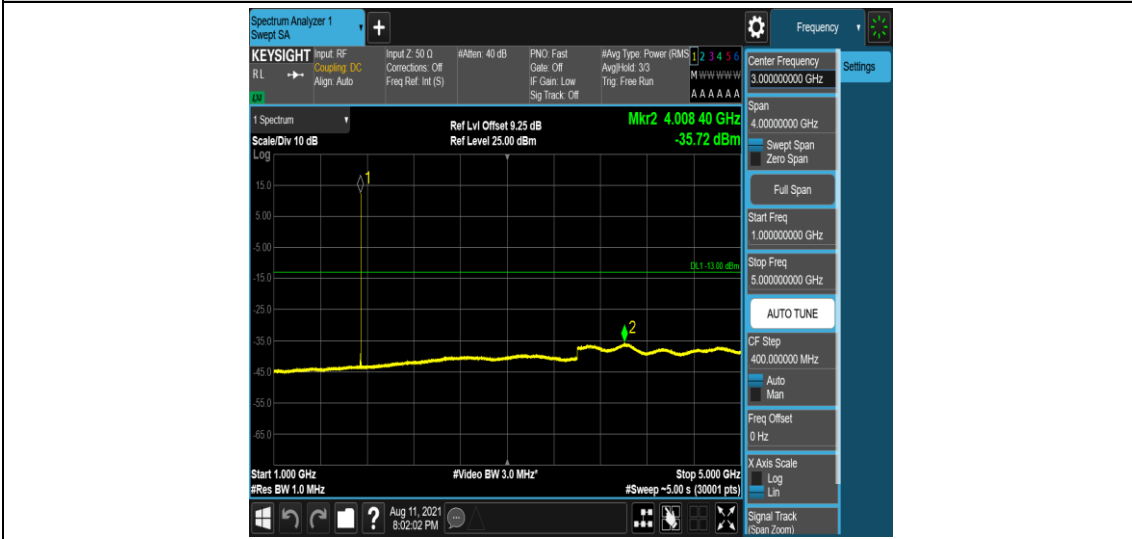 Spectrum Analyzer 1
Swept SA
Frequency
KEYSIGHT
RL
Input: RF
Coupling: DC
Align: Auto
Input Z: 50 Ω
Corrections: Off
Freq Ref: Int (S)
#Atten: 40 dB
PNO: Fast
Gate: Off
IF Gain: Low
Sig Track: Off
#Avg Type: Power (RMS
Avg|Hold: 3/3
Trig: Free Run
1 2 3 4 5 6
M W W W W W
A A A A A A
1 Spectrum
Scale/Div 10 dB
Log
Ref Lvl Offset 9.25 dB
Ref Level 25.00 dBm
Mkr2 4.008 40 GHz
-35.72 dBm
15.0
5.00
-5.00
-15.0
-25.0
-35.0
-45.0
-55.0
-65.0
1
DL1 -13.00 dBm
2
Start 1.000 GHz
#Res BW 1.0 MHz
#Video BW 3.0 MHz*
Stop 5.000 GHz
#Sweep ~5.00 s (30001 pts)
Aug 11, 2021
8:02:02 PM
Center Frequency
3.000000000 GHz
Settings
Span
4.00000000 GHz
Swept Span
Zero Span
Full Span
Start Freq
1.000000000 GHz
Stop Freq
5.000000000 GHz
AUTO TUNE
CF Step
400.000000 MHz
Auto
Man
Freq Offset
0 Hz
X Axis Scale
Log
Lin
Signal Track
(Span Zoom)